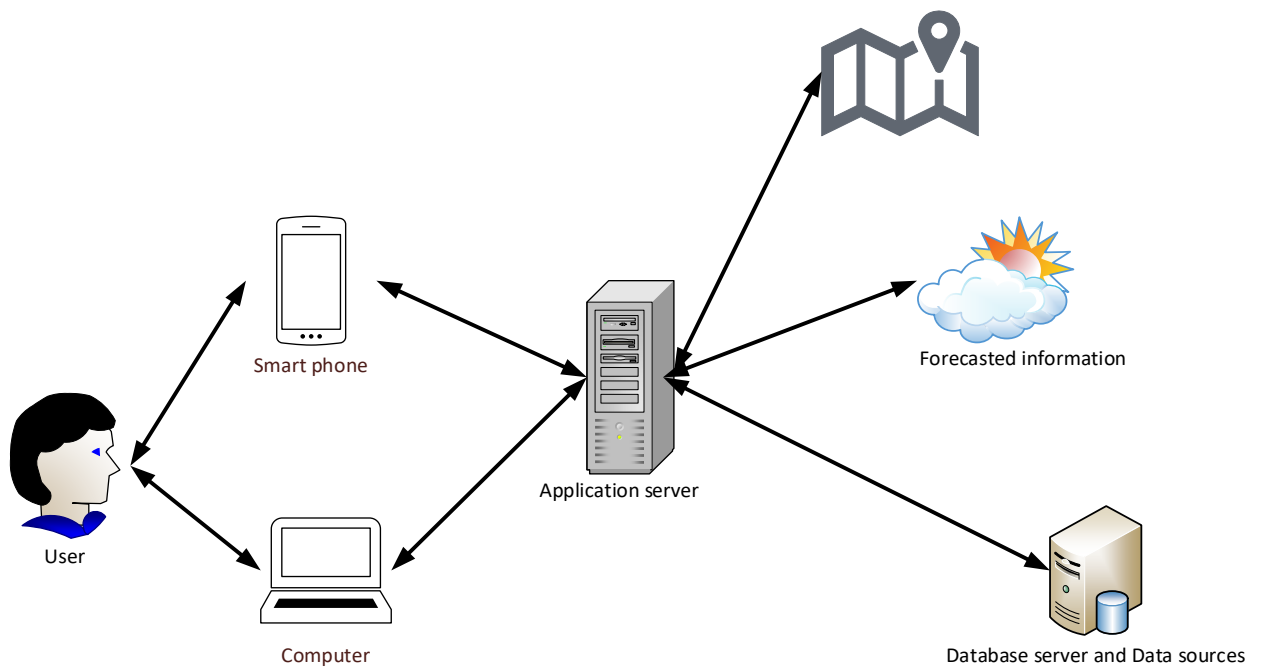 Smart phone
Forecasted information
Application server
User
Computer
Database server and Data sources